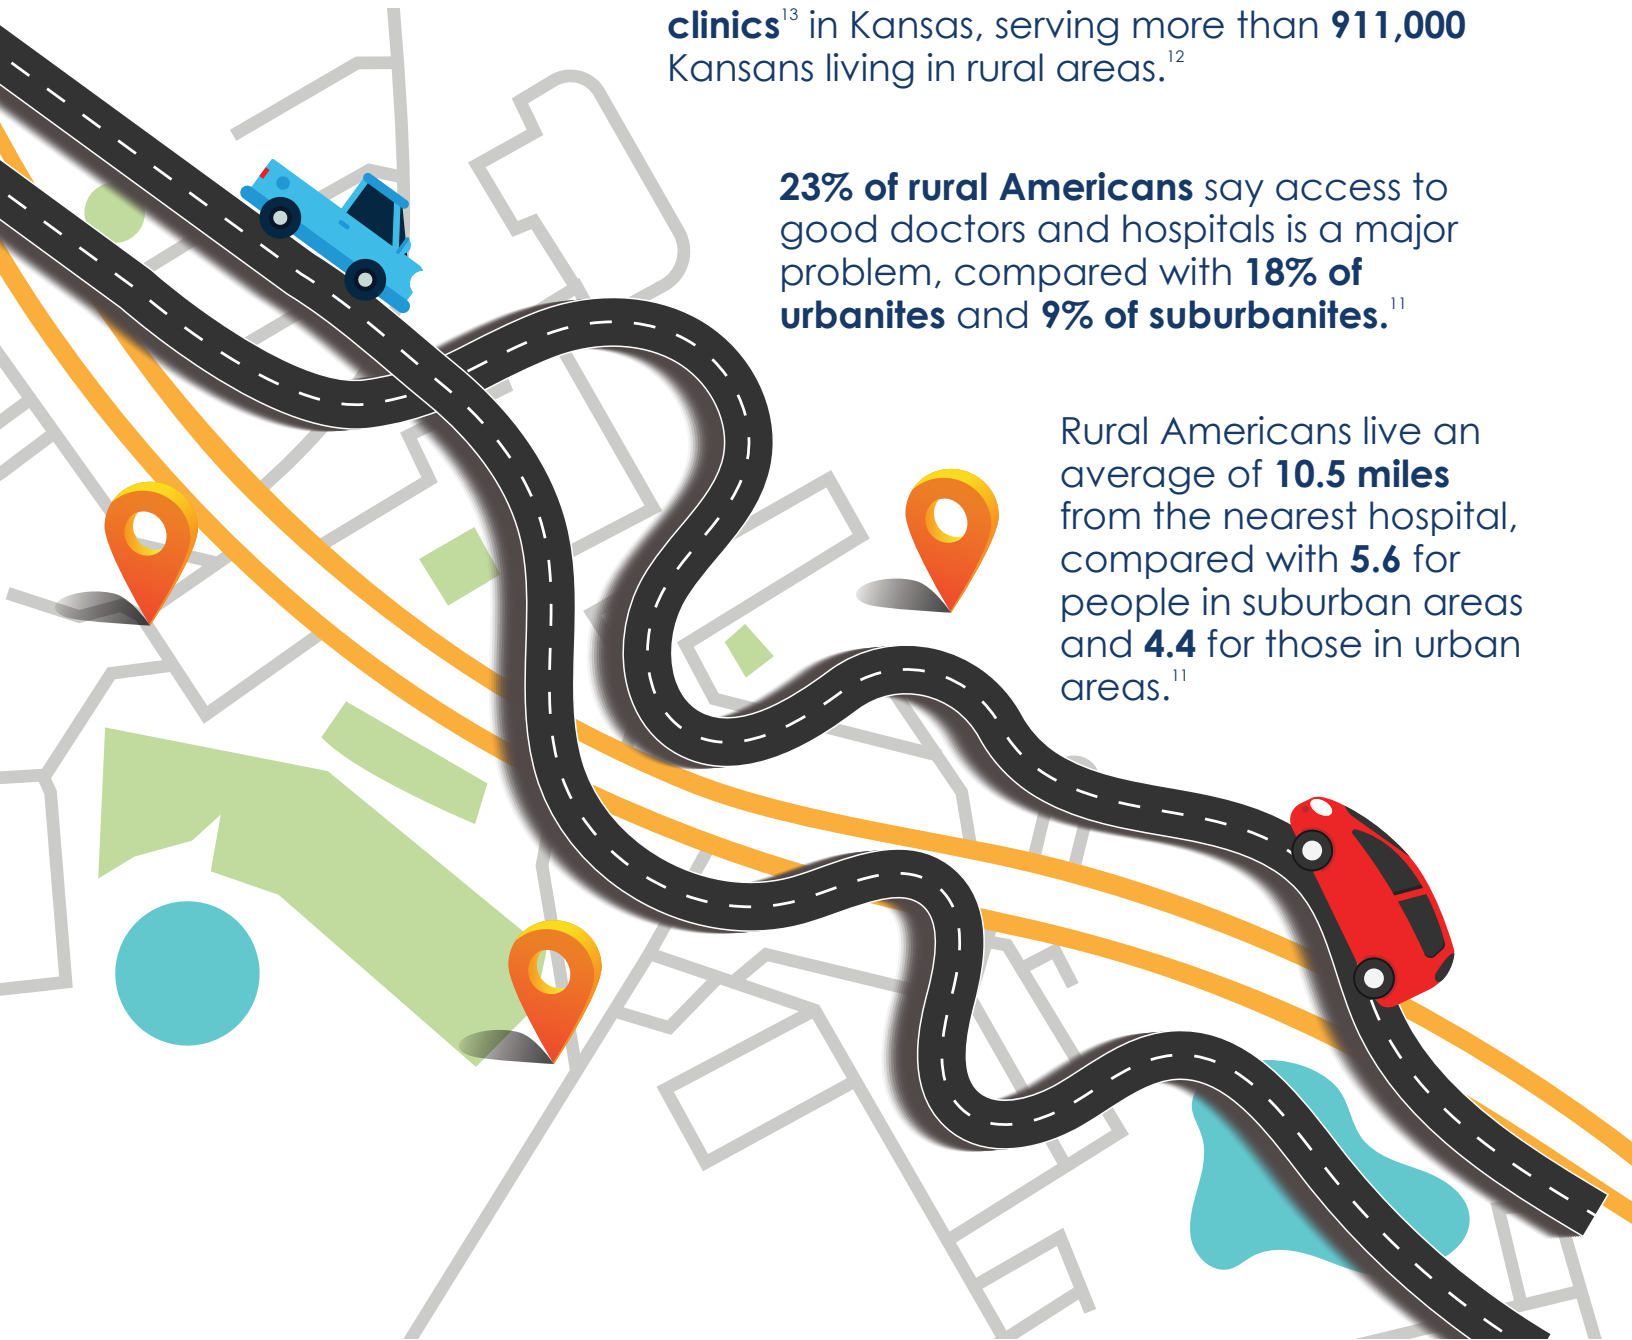 clinics¹³ in Kansas, serving more than 911,000
Kansans living in rural areas.¹²
23% of rural Americans say access to
good doctors and hospitals is a major
problem, compared with 18% of
urbanites and 9% of suburbanites.¹¹
Rural Americans live an
average of 10.5 miles
from the nearest hospital,
compared with 5.6 for
people in suburban areas
and 4.4 for those in urban
areas.¹¹